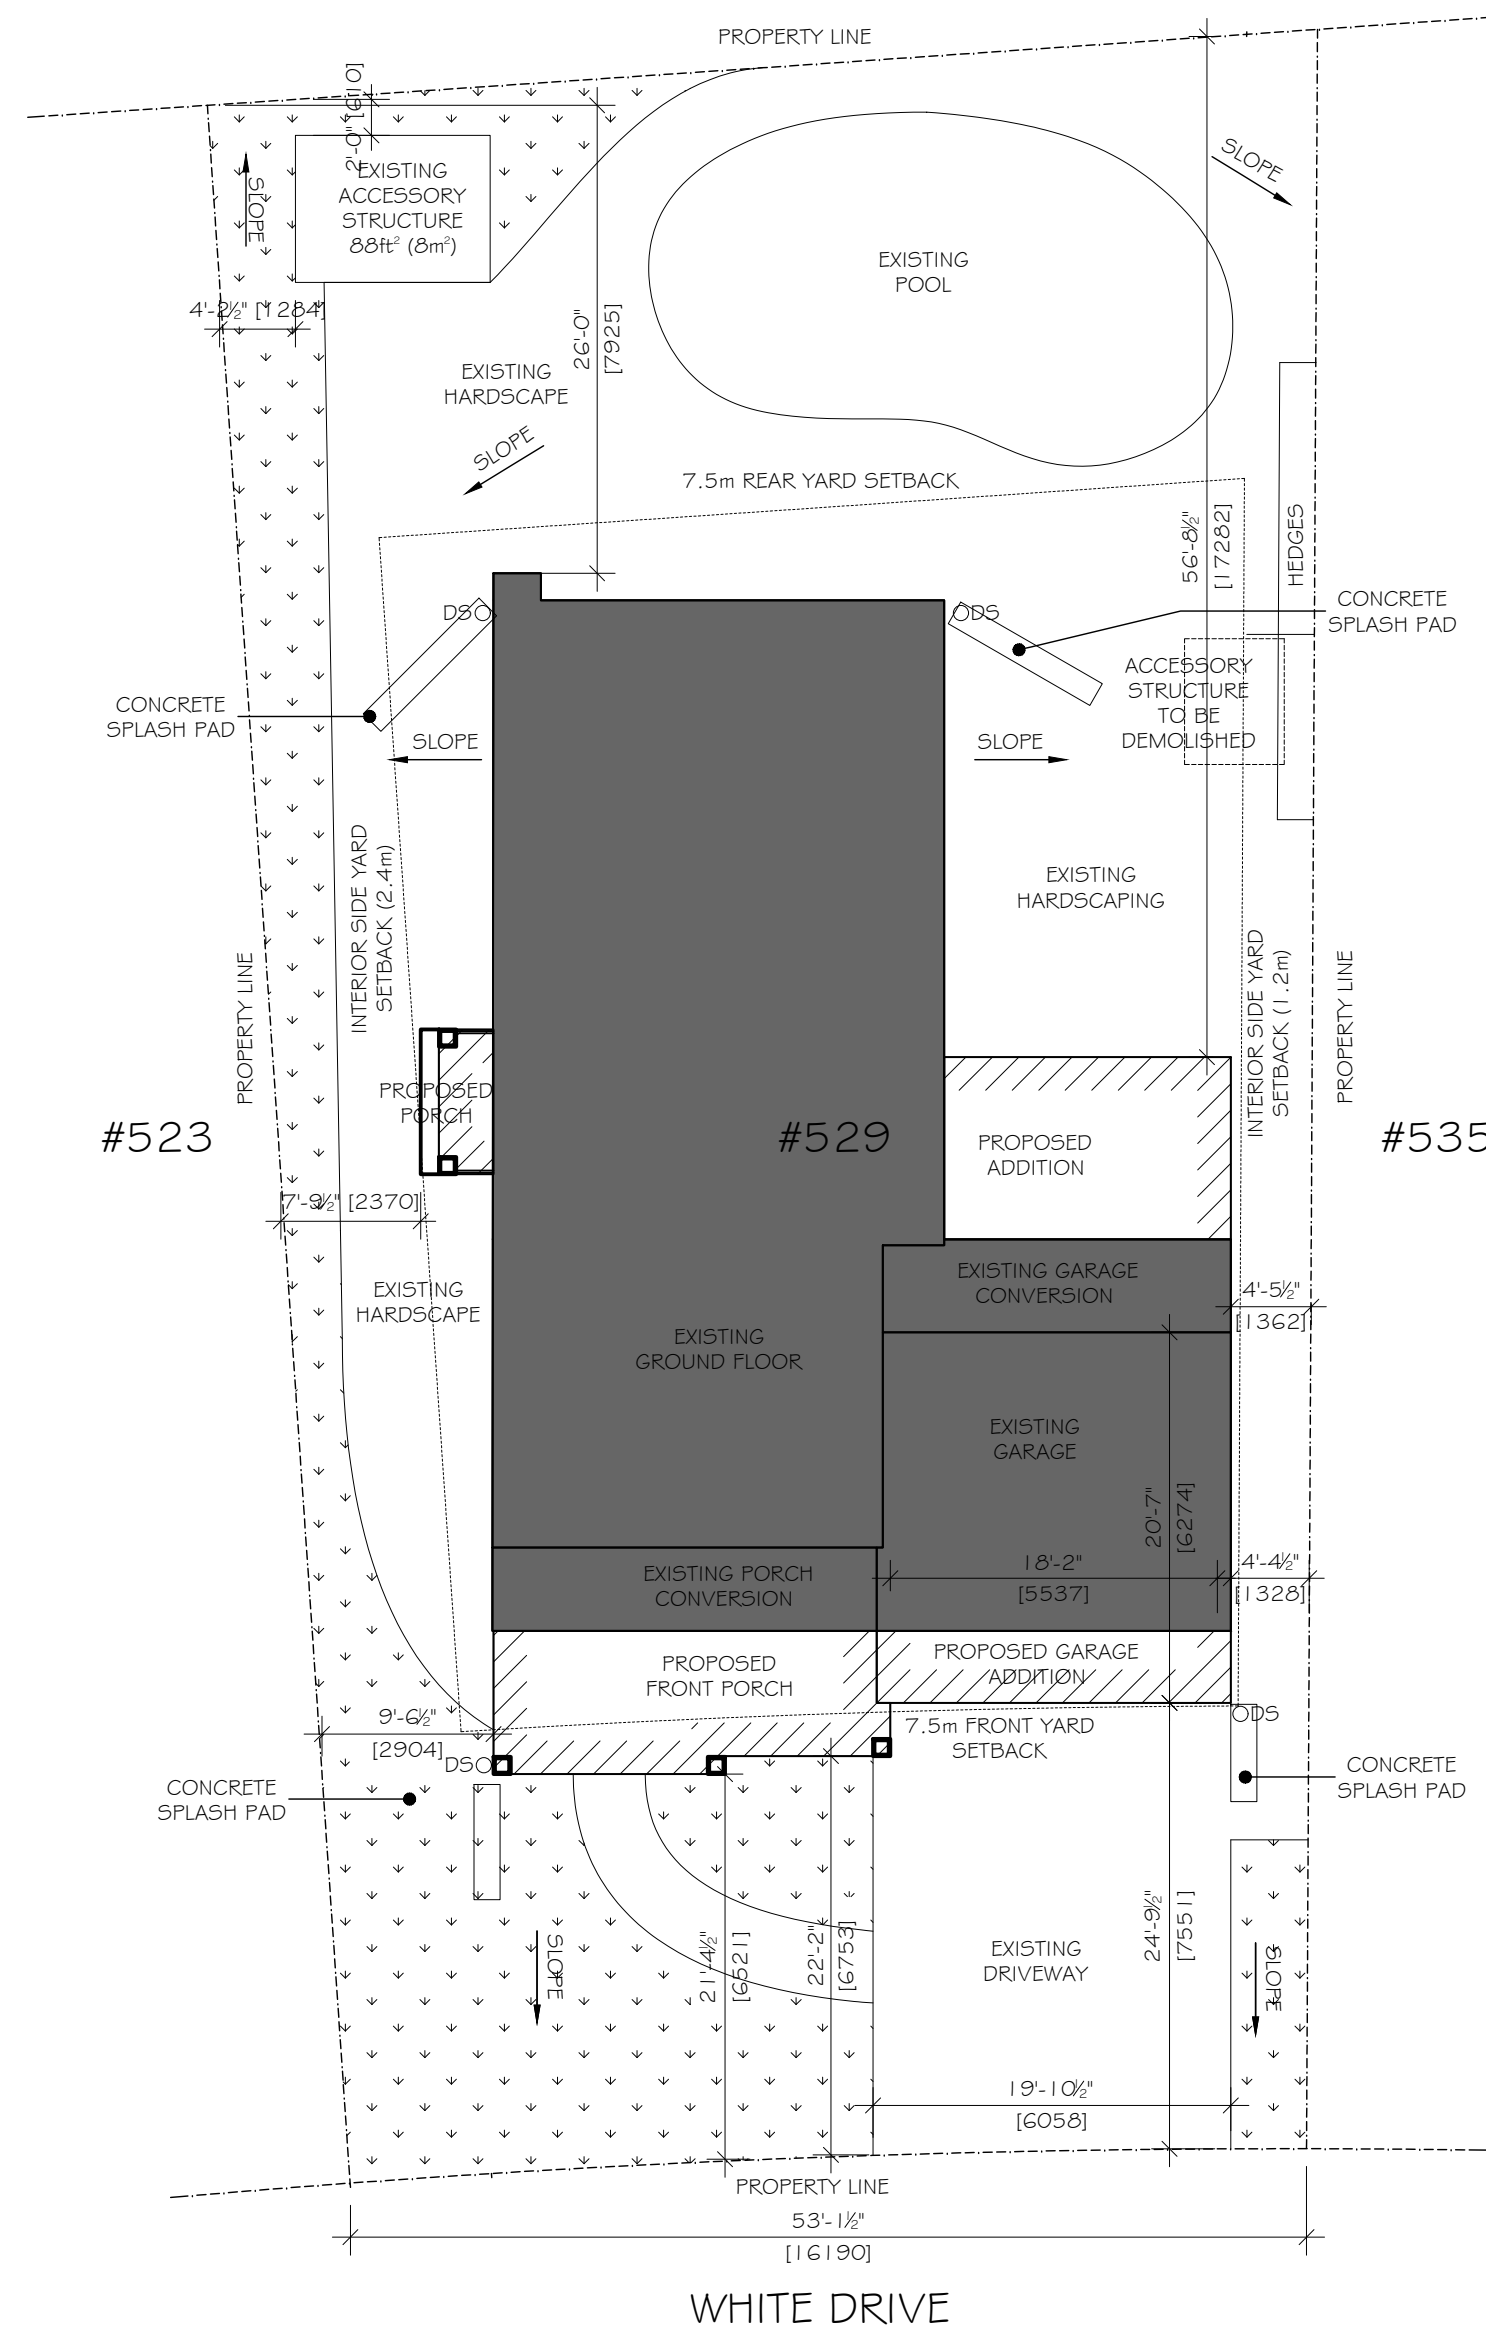 PROPERTY LINE
2'-0" [610]
EXISTING
ACCESSORY
STRUCTURE
88ft² (8m²)
SLOPE
SLOPE
EXISTING
POOL
4'-2½" [1284]
26'-0"
[7925]
EXISTING
HARDSCAPE
SLOPE
7.5m REAR YARD SETBACK
56'-8½"
[17282]
HEDGES
DSO
ODS
CONCRETE
SPLASH PAD
ACCESSORY
STRUCTURE
TO BE
DEMOLISHED
CONCRETE
SPLASH PAD
SLOPE
SLOPE
INTERIOR SIDE YARD
SETBACK (2.4m)
EXISTING
HARDSCAPING
PROPERTY LINE
INTERIOR SIDE YARD
SETBACK (1.2m)
PROPERTY LINE
PROPOSED
PORCH
#523
#529
#535
PROPOSED
ADDITION
7'-9½" [2370]
EXISTING
HARDSCAPE
EXISTING GARAGE
CONVERSION
4'-5½"
[1362]
EXISTING
GROUND FLOOR
EXISTING
GARAGE
20'-7"
[6274]
EXISTING PORCH
CONVERSION
18'-2"
[5537]
4'-4½"
[1328]
PROPOSED
FRONT PORCH
PROPOSED GARAGE
ADDITION
9'-6½"
[2904]
7.5m FRONT YARD
SETBACK
ODS
DSO
CONCRETE
SPLASH PAD
CONCRETE
SPLASH PAD
SLOPE
21'-4½"
[6521]
22'-2"
[6753]
EXISTING
DRIVEWAY
24'-9½"
[7551]
SLOPE
19'-10½"
[6058]
PROPERTY LINE
53'-1½"
[16190]
WHITE DRIVE